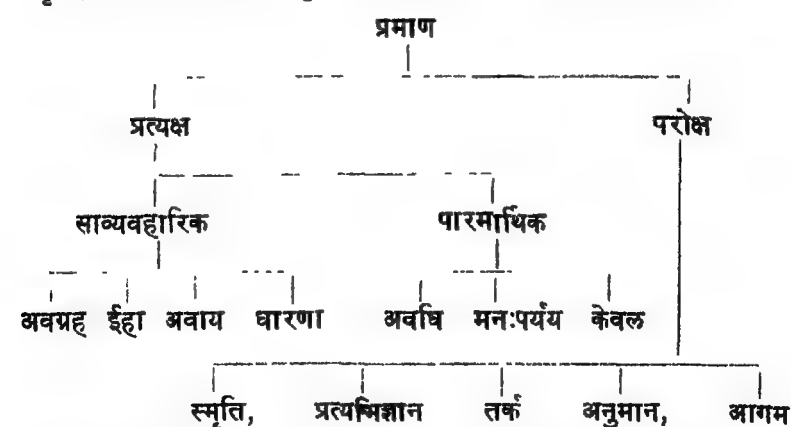 प्रमाण
प्रत्यक्ष परोक्ष
साव्यवहारिक पारमार्थिक
अवग्रह ईहा अवाय धारणा अवधि मनःपर्यय केवल
स्मृति, प्रत्यभिज्ञान तर्क अनुमान, आगम